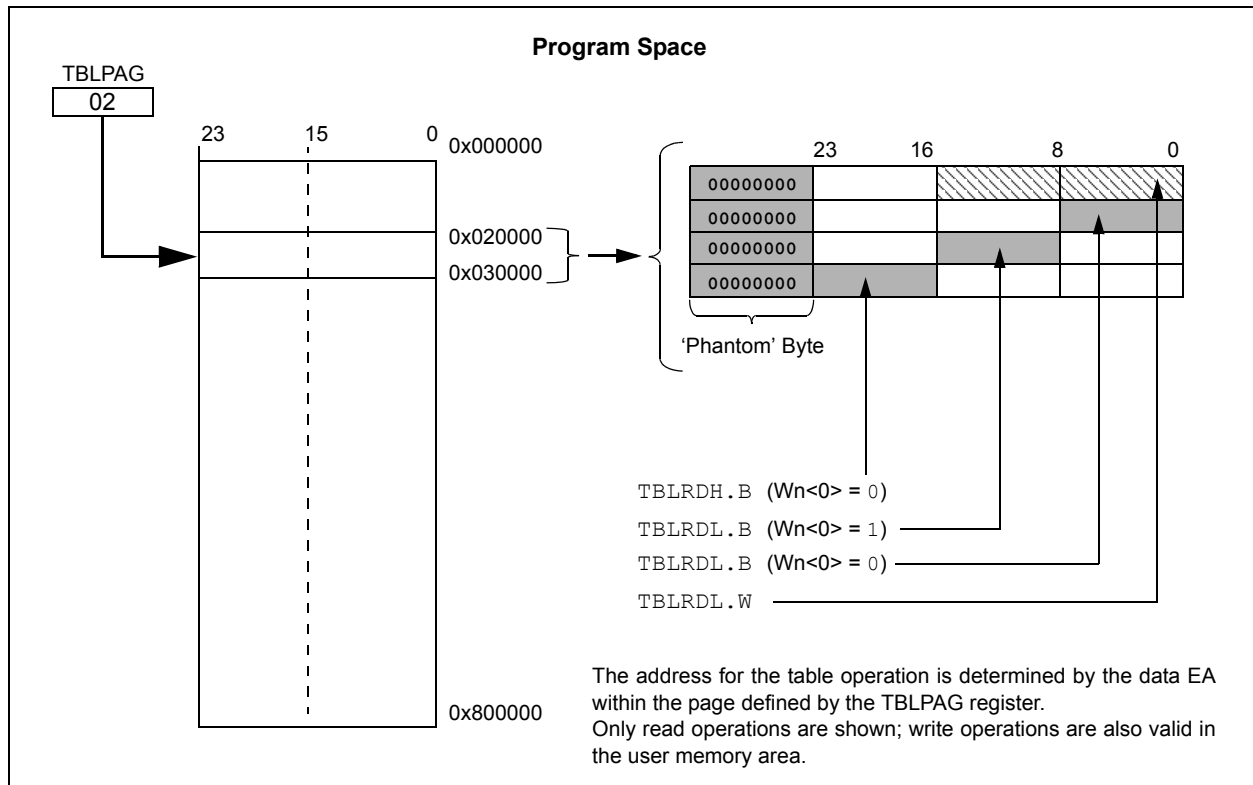 Program Space
TBLPAG
02
23 15 0
0x000000
0x020000
0x030000
0x800000
23 16 8 0
00000000
00000000
00000000
00000000
‘Phantom’ Byte
TBLRDH.B (Wn<0> = 0)
TBLRDL.B (Wn<0> = 1)
TBLRDL.B (Wn<0> = 0)
TBLRDL.W
The address for the table operation is determined by the data EA
within the page defined by the TBLPAG register.
Only read operations are shown; write operations are also valid in
the user memory area.